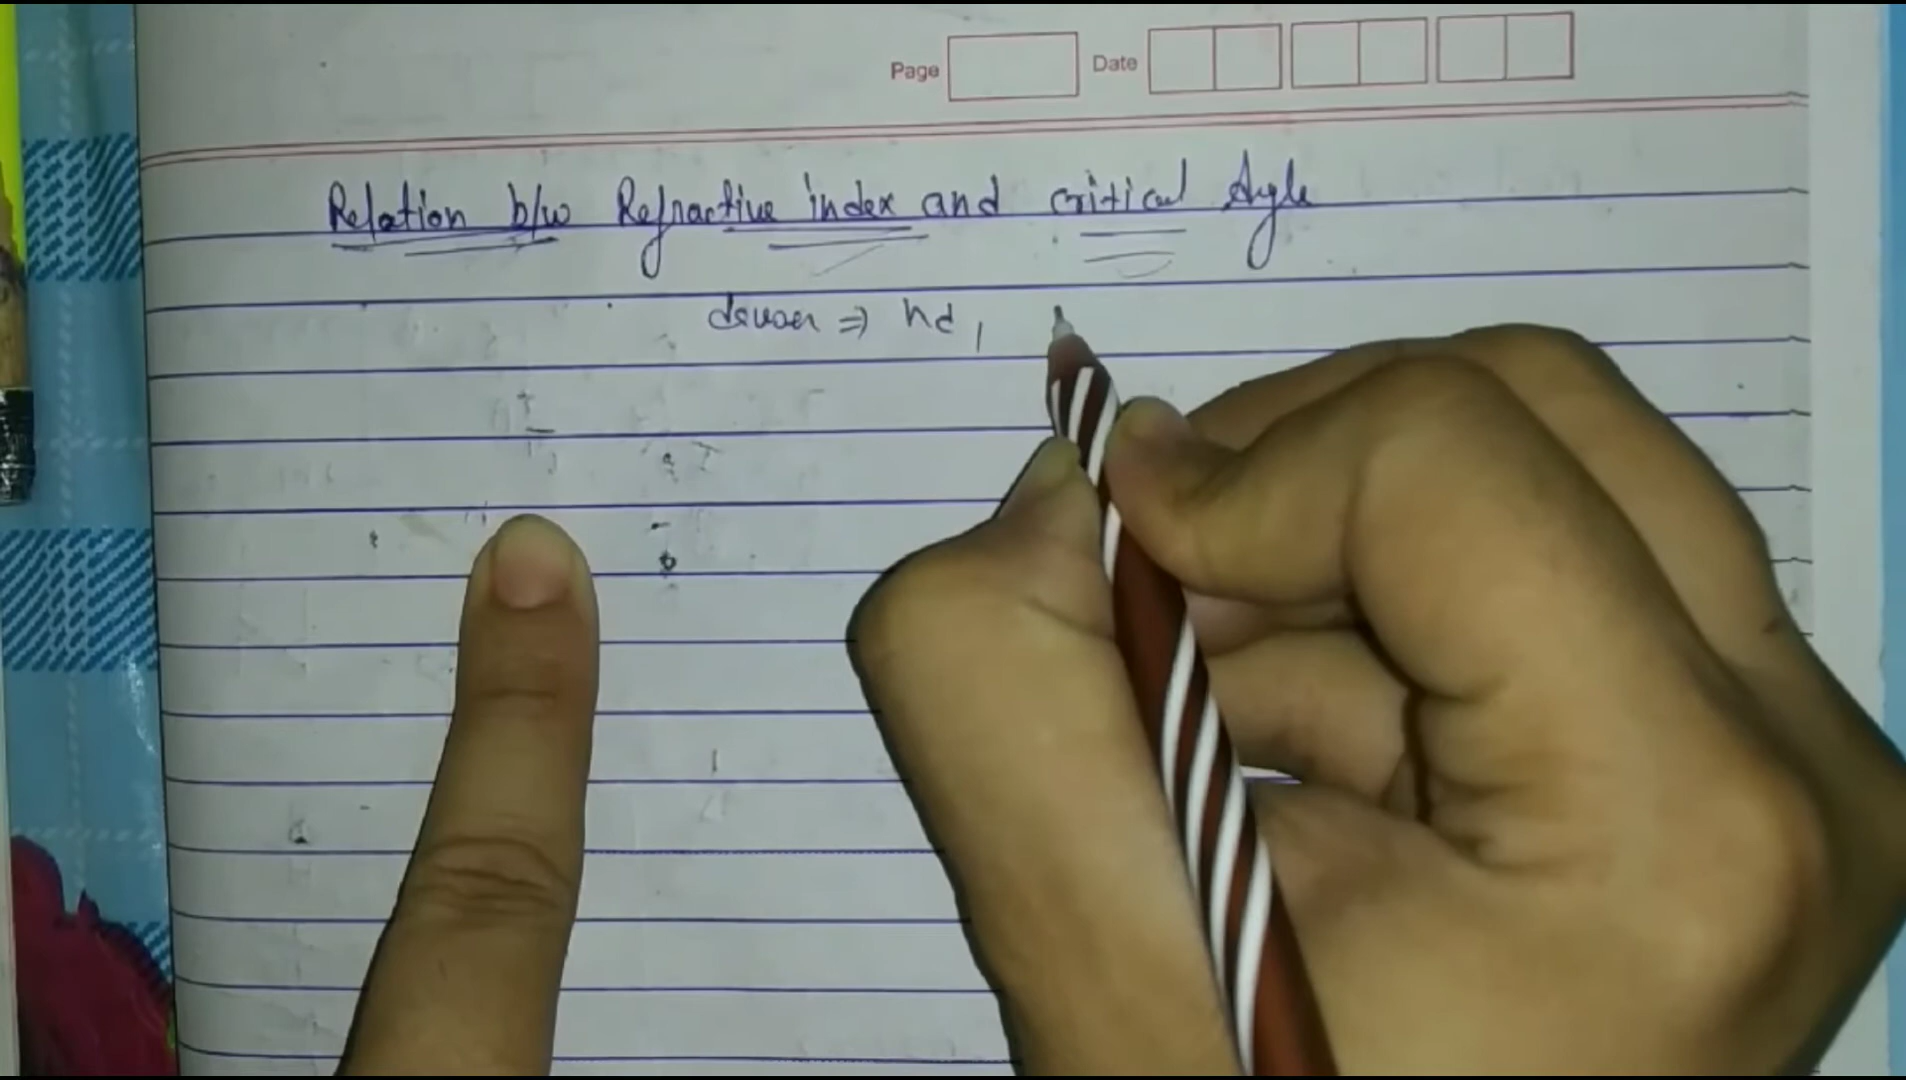 Page Date
Relation b/w Refractive index and critical Angle
denser ⇒ nd,